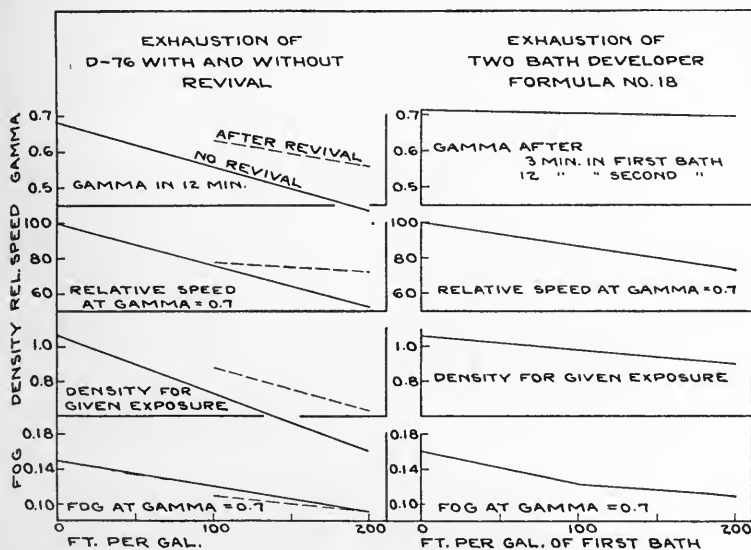 EXHAUSTION OF
D-76 WITH AND WITHOUT
REVIVAL
GAMMA
0.7
0.6
0.5
AFTER REVIVAL
NO REVIVAL
GAMMA IN 12 MIN.
REL. SPEED
100
80
60
RELATIVE SPEED
AT GAMMA = 0.7
DENSITY
1.0
0.8
DENSITY FOR
GIVEN EXPOSURE
FOG
0.18
0.14
0.10
FOG AT GAMMA = 0.7
0
100
200
FT. PER GAL.
EXHAUSTION OF
TWO BATH DEVELOPER
FORMULA NO. 18
0.7
0.6
0.5
GAMMA AFTER
3 MIN. IN FIRST BATH
12 " " SECOND "
100
80
60
RELATIVE SPEED AT GAMMA = 0.7
1.0
0.8
DENSITY FOR GIVEN EXPOSURE
0.18
0.14
0.10
FOG AT GAMMA = 0.7
0
100
200
FT. PER GAL. OF FIRST BATH